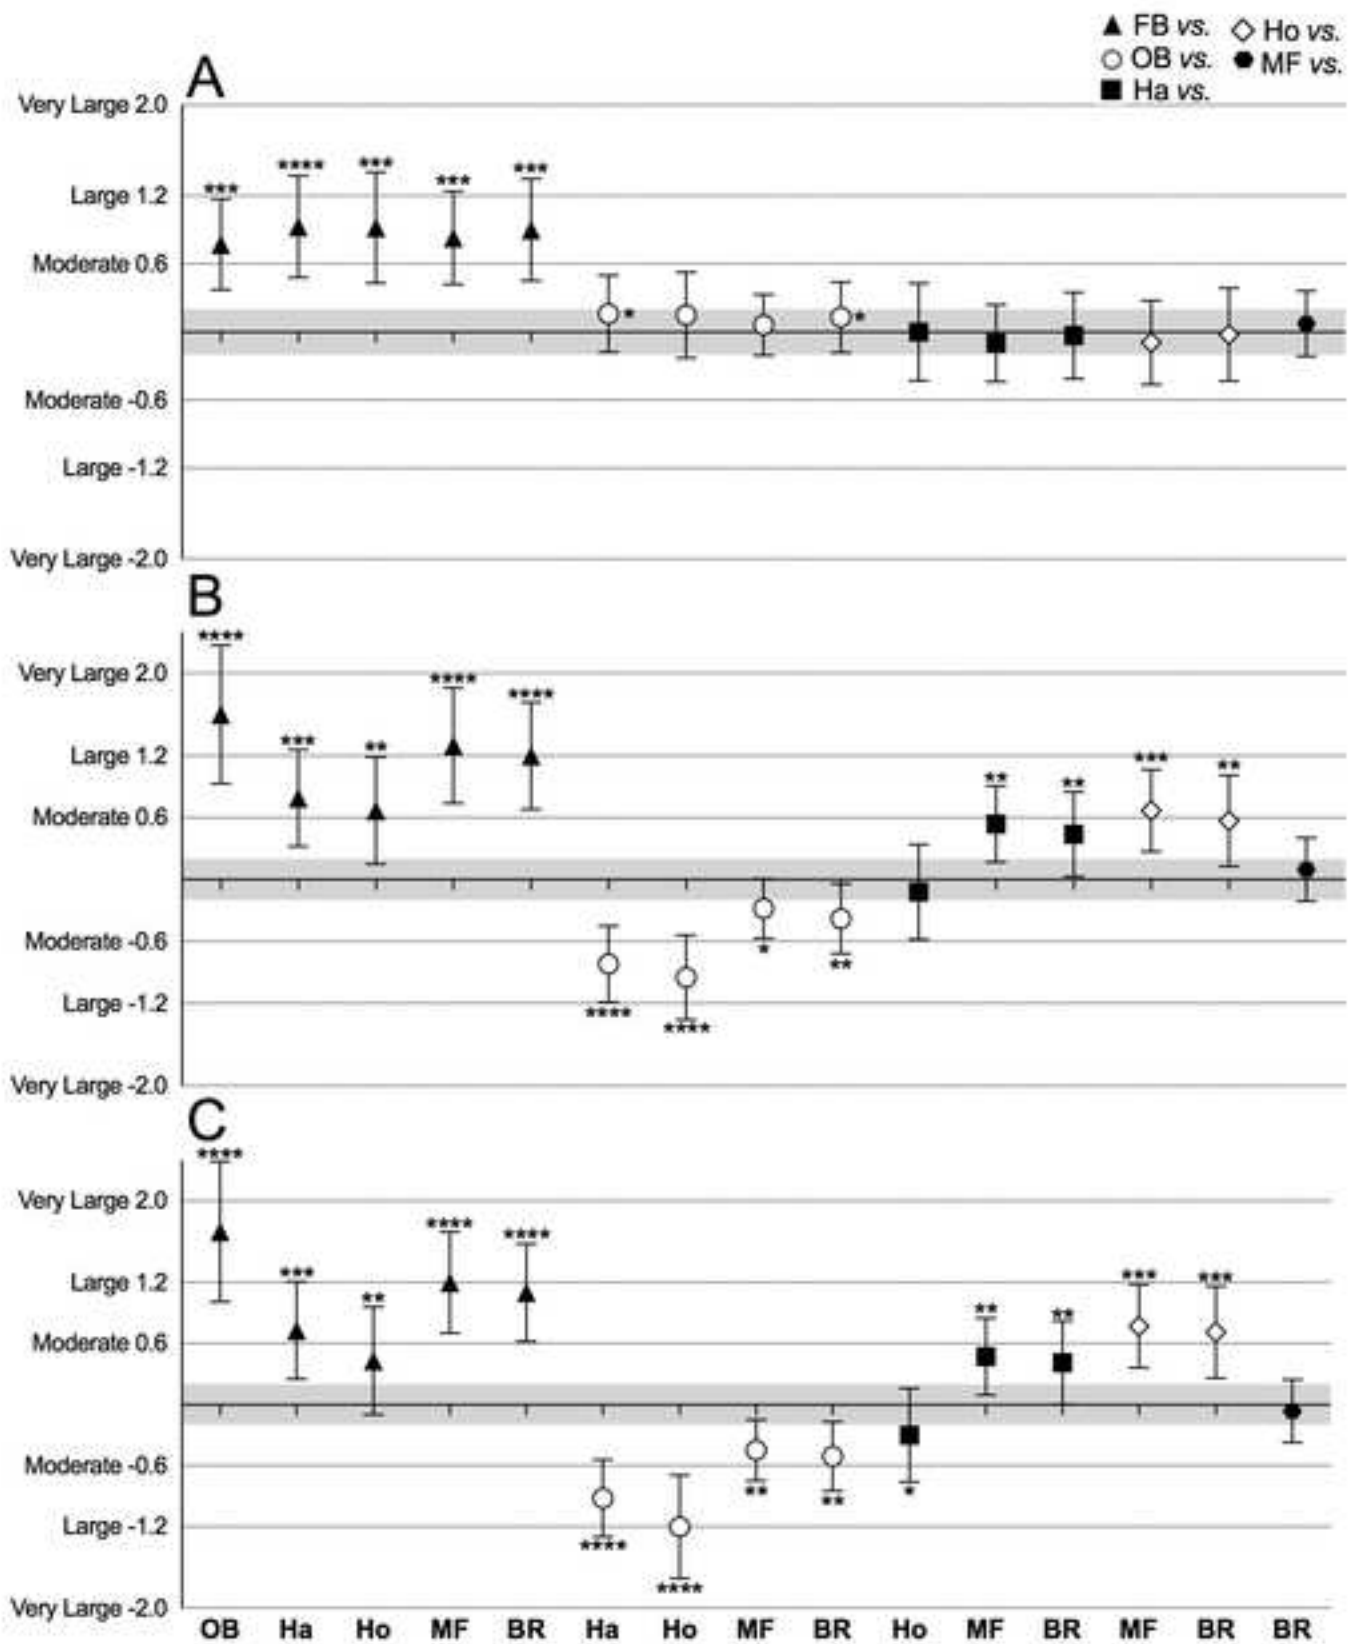 ▲ FB vs. ◇ Ho vs.
○ OB vs. ● MF vs.
■ Ha vs.
A
Very Large 2.0
*** **** *** *** ***
Large 1.2
Moderate 0.6
* *
Moderate -0.6
Large -1.2
Very Large -2.0
B
****
Very Large 2.0
**** ****
*** ** *** **
Large 1.2
** **
Moderate 0.6
Moderate -0.6
* **
Large -1.2
**** ****
Very Large -2.0
C
****
Very Large 2.0
**** ****
*** *** ***
Large 1.2
** ** **
Moderate 0.6
Moderate -0.6
** ** *
Large -1.2
****
****
Very Large -2.0
OB Ha Ho MF BR Ha Ho MF BR Ho MF BR MF BR BR